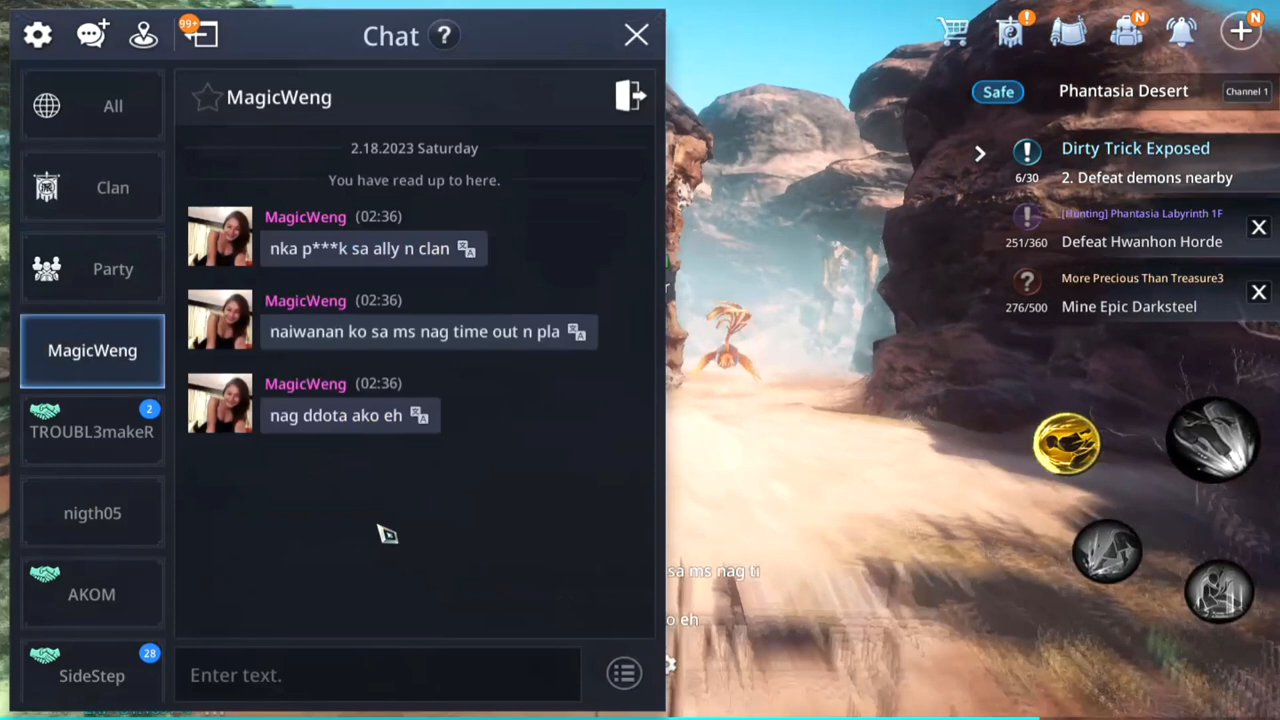 99+
Chat ?
All
Clan
Party
MagicWeng
2
TROUBL3makeR
nigth05
AKOM
28
SideStep
MagicWeng
2.18.2023 Saturday
You have read up to here.
MagicWeng (02:36)
nka p***k sa ally n clan
MagicWeng (02:36)
naiwanan ko sa ms nag time out n pla
MagicWeng (02:36)
nag ddota ako eh
Enter text.
sa ms nag ti
o eh
! N N
Safe Phantasia Desert Channel 1
! Dirty Trick Exposed
6/30 2. Defeat demons nearby
! [Hunting] Phantasia Labyrinth 1F
251/360 Defeat Hwanhon Horde
? More Precious Than Treasure3
276/500 Mine Epic Darksteel